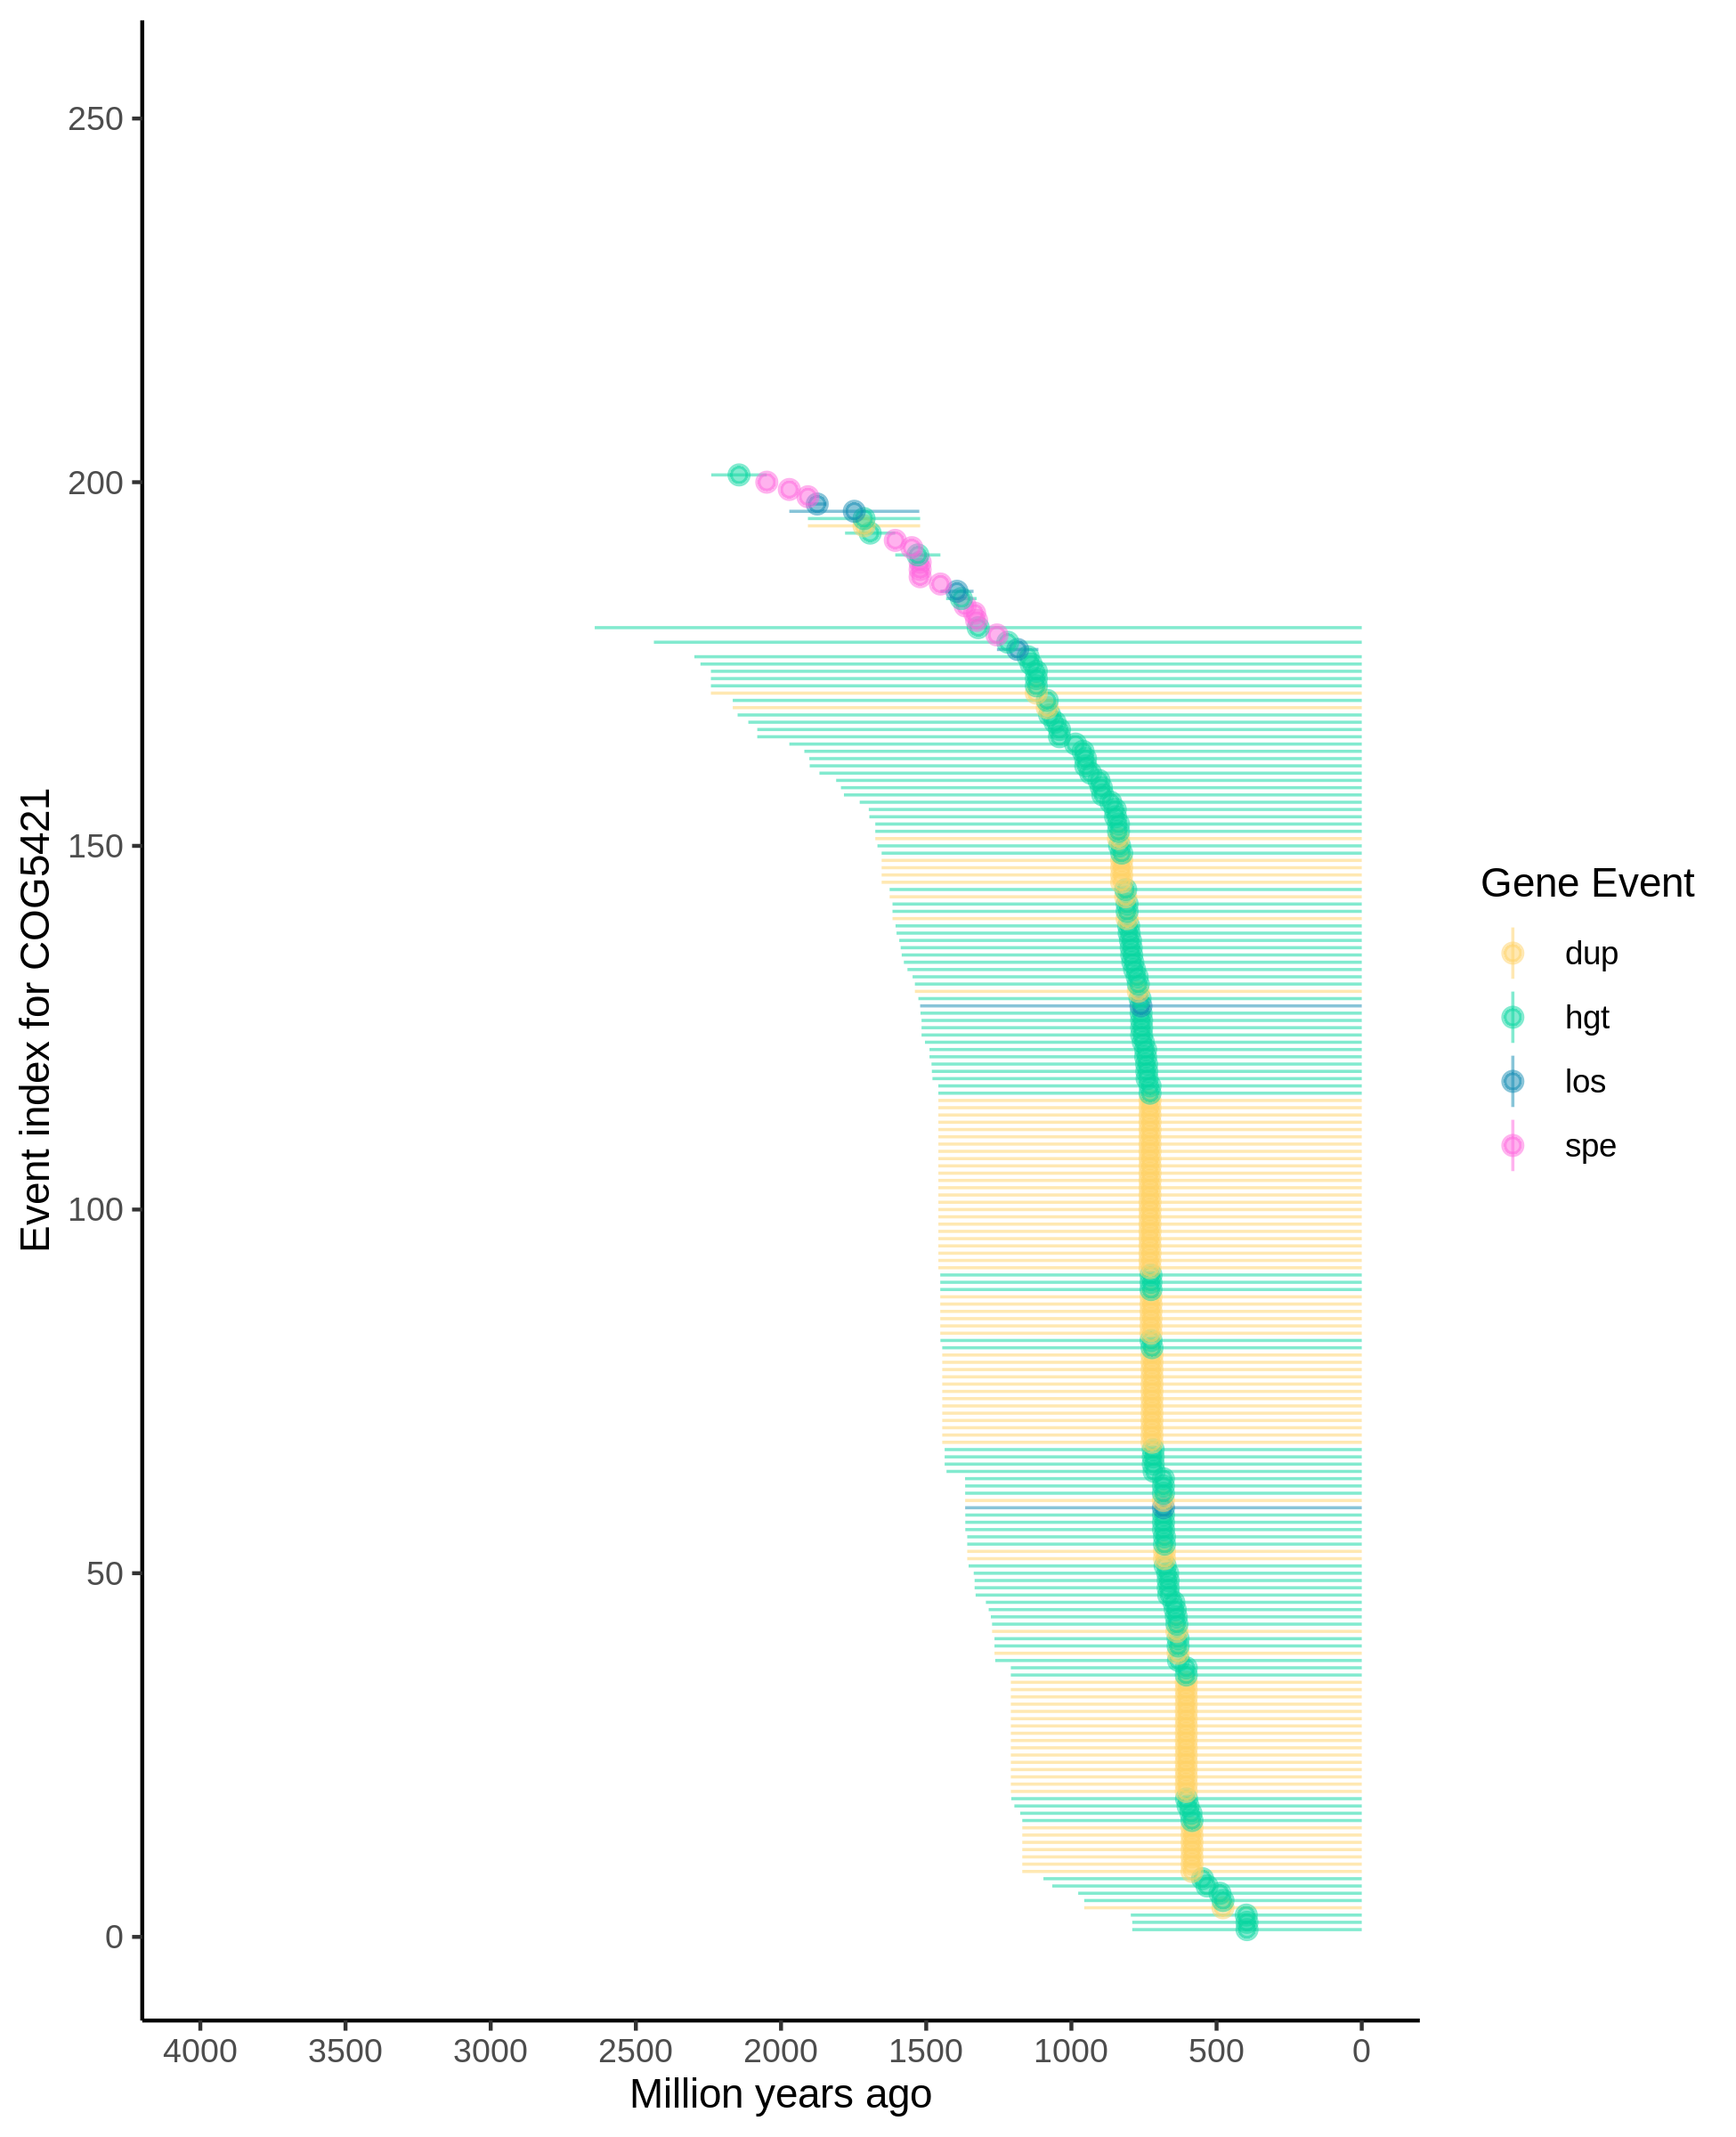 Event index for COG5421
250
200
150
100
50
0
4000 3500 3000 2500 2000 1500 1000 500 0
Million years ago
Gene Event
dup
hgt
los
spe